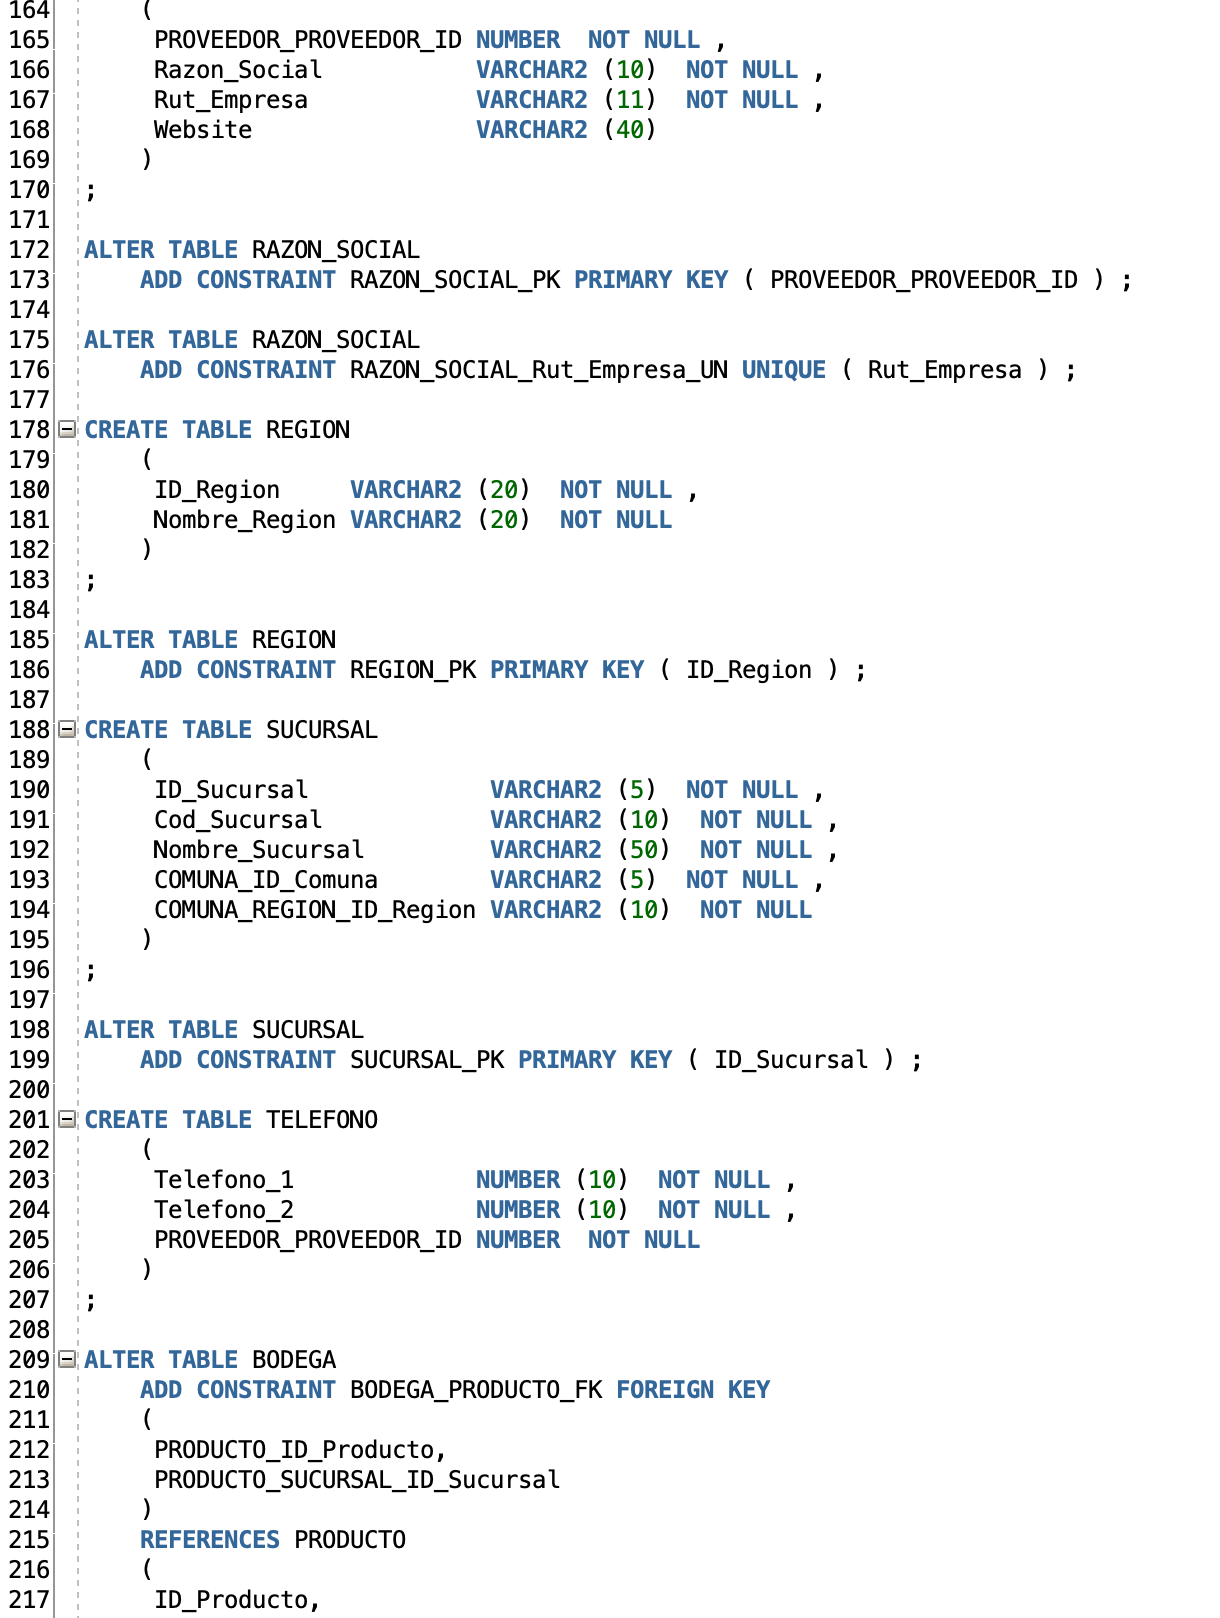 164 (
165 PROVEEDOR_PROVEEDOR_ID NUMBER  NOT NULL ,
166 Razon_Social           VARCHAR2 (10)  NOT NULL ,
167 Rut_Empresa            VARCHAR2 (11)  NOT NULL ,
168 Website                VARCHAR2 (40)
169 )
170 ;
171
172 ALTER TABLE RAZON_SOCIAL
173 ADD CONSTRAINT RAZON_SOCIAL_PK PRIMARY KEY ( PROVEEDOR_PROVEEDOR_ID ) ;
174
175 ALTER TABLE RAZON_SOCIAL
176 ADD CONSTRAINT RAZON_SOCIAL_Rut_Empresa_UN UNIQUE ( Rut_Empresa ) ;
177
178 CREATE TABLE REGION
179 (
180 ID_Region     VARCHAR2 (20)  NOT NULL ,
181 Nombre_Region VARCHAR2 (20)  NOT NULL
182 )
183 ;
184
185 ALTER TABLE REGION
186 ADD CONSTRAINT REGION_PK PRIMARY KEY ( ID_Region ) ;
187
188 CREATE TABLE SUCURSAL
189 (
190 ID_Sucursal             VARCHAR2 (5)  NOT NULL ,
191 Cod_Sucursal            VARCHAR2 (10)  NOT NULL ,
192 Nombre_Sucursal         VARCHAR2 (50)  NOT NULL ,
193 COMUNA_ID_Comuna        VARCHAR2 (5)  NOT NULL ,
194 COMUNA_REGION_ID_Region VARCHAR2 (10)  NOT NULL
195 )
196 ;
197
198 ALTER TABLE SUCURSAL
199 ADD CONSTRAINT SUCURSAL_PK PRIMARY KEY ( ID_Sucursal ) ;
200
201 CREATE TABLE TELEFONO
202 (
203 Telefono_1             NUMBER (10)  NOT NULL ,
204 Telefono_2             NUMBER (10)  NOT NULL ,
205 PROVEEDOR_PROVEEDOR_ID NUMBER  NOT NULL
206 )
207 ;
208
209 ALTER TABLE BODEGA
210 ADD CONSTRAINT BODEGA_PRODUCTO_FK FOREIGN KEY
211 (
212 PRODUCTO_ID_Producto,
213 PRODUCTO_SUCURSAL_ID_Sucursal
214 )
215 REFERENCES PRODUCTO
216 (
217 ID_Producto,